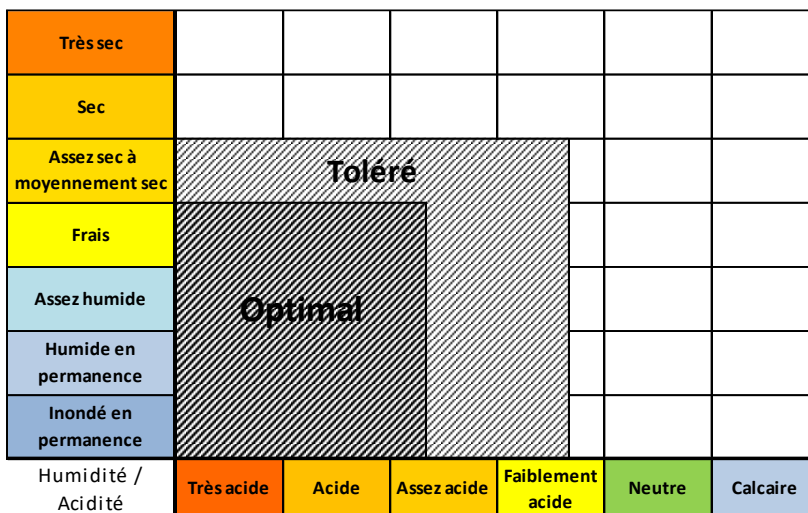 Très sec
Sec
Assez sec à
moyennement sec
Toléré
Frais
Assez humide
Optimal
Humide en
permanence
Inondé en
permanence
Humidité /
Acidité
Très acide
Acide
Assez acide
Faiblement
acide
Neutre
Calcaire